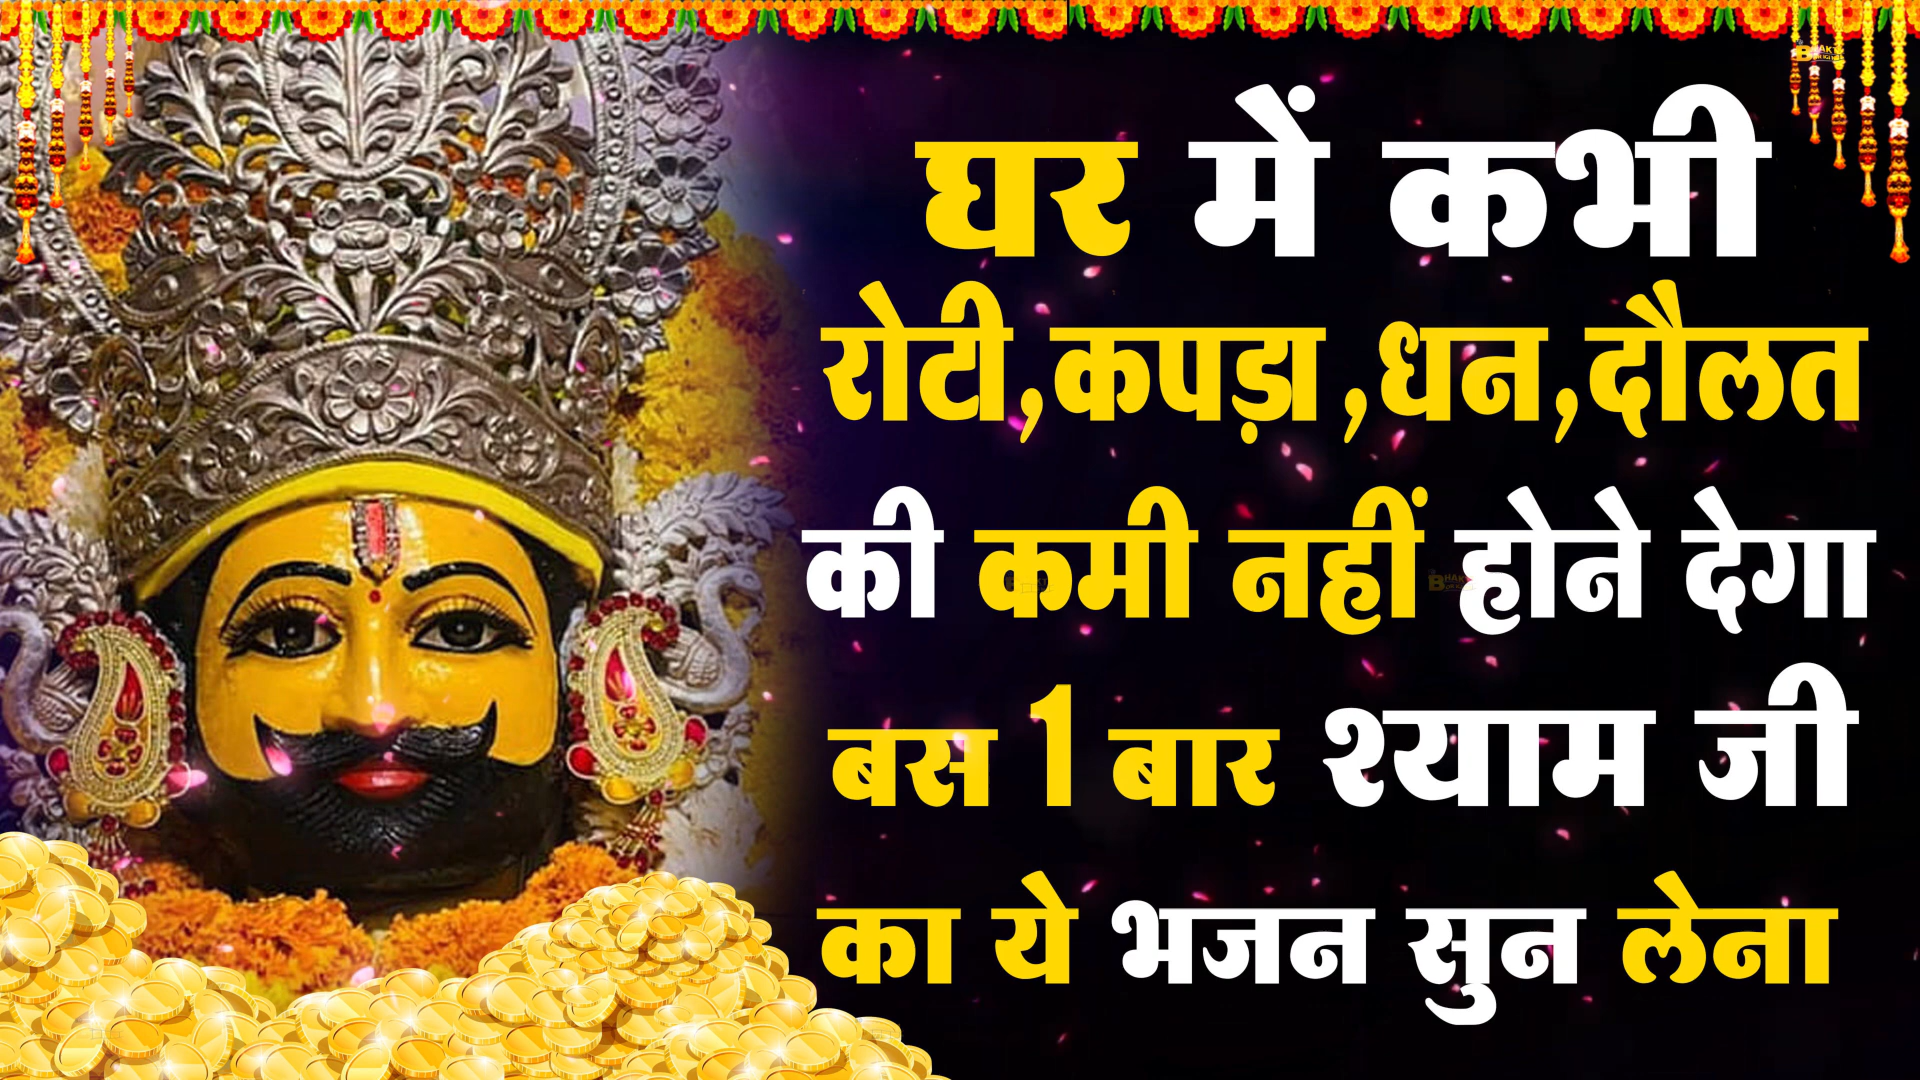 घर में कभी
रोटी,कपड़ा,धन,दौलत
की कमी नहीं होने देगा
बस 1 बार श्याम जी
का ये भजन सुन लेना